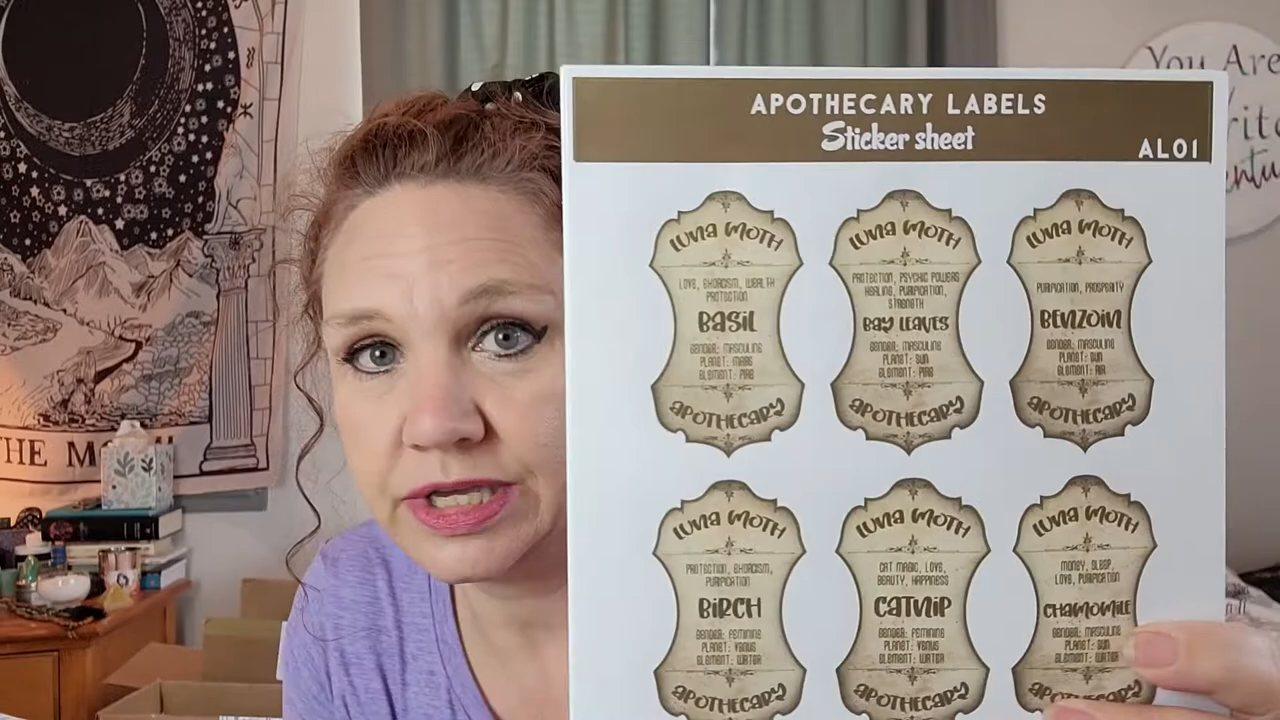 APOTHECARY LABELS
Sticker sheet
AL01
You Are
THE MO
LUNA MOTH
LOVE, EXORCISM, WEALTH
PROTECTION
BASIL
GENDER: MASCULINE
PLANET: MARS
ELEMENT: FIRE
APOTHECARY
LUNA MOTH
PROTECTION, PSYCHIC POWERS
HEALING, PURIFICATION,
STRENGTH
BAY LEAVES
GENDER: MASCULINE
PLANET: SUN
ELEMENT: FIRE
APOTHECARY
LUNA MOTH
PURIFICATION, PROSPERITY
BENZOIN
GENDER: MASCULINE
PLANET: SUN
ELEMENT: AIR
APOTHECARY
LUNA MOTH
PROTECTION, EXORCISM,
PURIFICATION
BIRCH
GENDER: FEMININE
PLANET: VENUS
ELEMENT: WATER
APOTHECARY
LUNA MOTH
CAT MAGIC, LOVE,
BEAUTY, HAPPINESS
CATNIP
GENDER: FEMININE
PLANET: VENUS
ELEMENT: WATER
APOTHECARY
LUNA MOTH
MONEY, SLEEP,
LOVE, PURIFICATION
CHAMOMILE
GENDER: MASCULINE
PLANET: SUN
ELEMENT: WATER
APOTHECARY